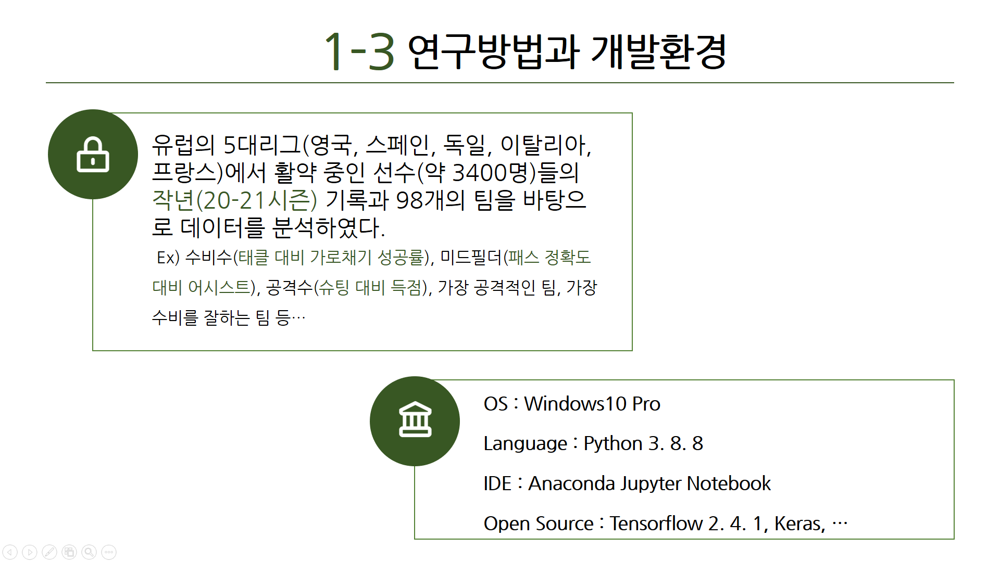 1-3 연구방법과 개발환경
유럽의 5대리그(영국, 스페인, 독일, 이탈리아,
프랑스)에서 활약 중인 선수(약 3400명)들의
작년(20-21시즌) 기록과 98개의 팀을 바탕으
로 데이터를 분석하였다.
Ex) 수비수(태클 대비 가로채기 성공률), 미드필더(패스 정확도
대비 어시스트), 공격수(슈팅 대비 득점), 가장 공격적인 팀, 가장
수비를 잘하는 팀 등…
OS : Windows10 Pro
Language : Python 3. 8. 8
IDE : Anaconda Jupyter Notebook
Open Source : Tensorflow 2. 4. 1, Keras, …